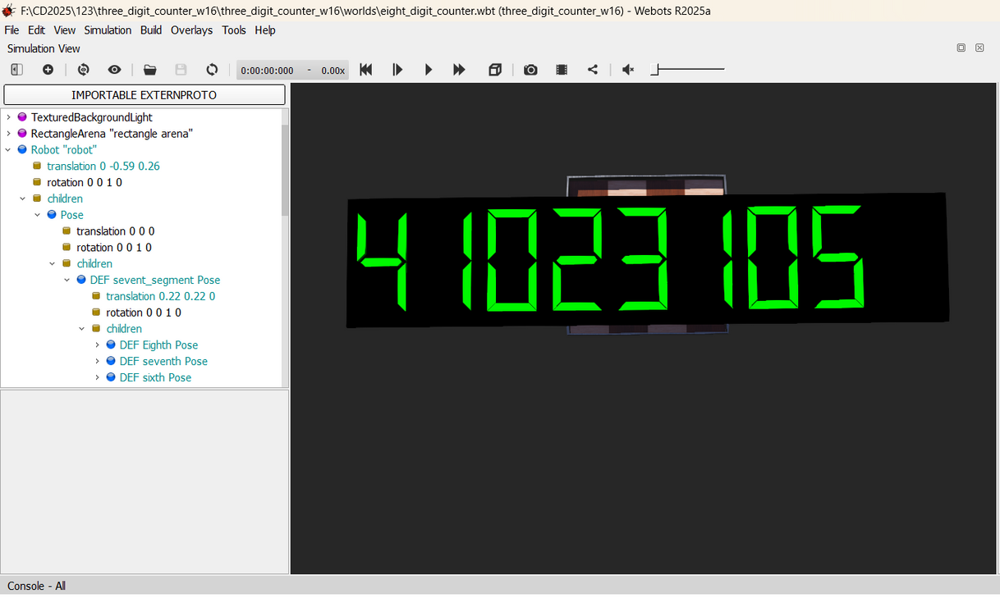 F:\CD2025\123\three_digit_counter_w16\three_digit_counter_w16\worlds\eight_digit_counter.wbt (three_digit_counter_w16) - Webots R2025a
File Edit View Simulation Build Overlays Tools Help
Simulation View
0:00:00:000 - 0.00x
IMPORTABLE EXTERNPROTO
TexturedBackgroundLight
RectangleArena "rectangle arena"
Robot "robot"
translation 0 -0.59 0.26
rotation 0 0 1 0
children
Pose
translation 0 0 0
rotation 0 0 1 0
children
DEF sevent_segment Pose
translation 0.22 0.22 0
rotation 0 0 1 0
children
DEF Eighth Pose
DEF seventh Pose
DEF sixth Pose
41023105
Console - All